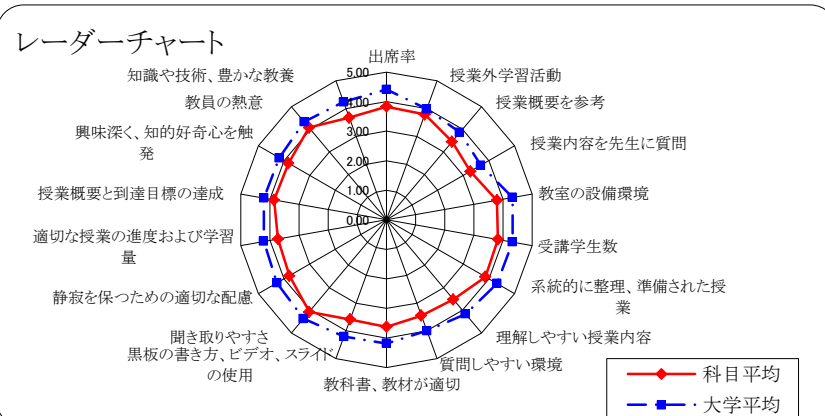 レーダーチャート
出席率
授業外学習活動
授業概要を参考
授業内容を先生に質問
教室の設備環境
受講学生数
系統的に整理、準備された授
業
理解しやすい授業内容
質問しやすい環境
教科書、教材が適切
黒板の書き方、ビデオ、スライド
の使用
聞き取りやすさ
静寂を保つための適切な配慮
適切な授業の進度および学習
量
授業概要と到達目標の達成
興味深く、知的好奇心を触
発
教員の熱意
知識や技術、豊かな教養
5.00
4.00
3.00
2.00
1.00
0.00
科目平均
大学平均